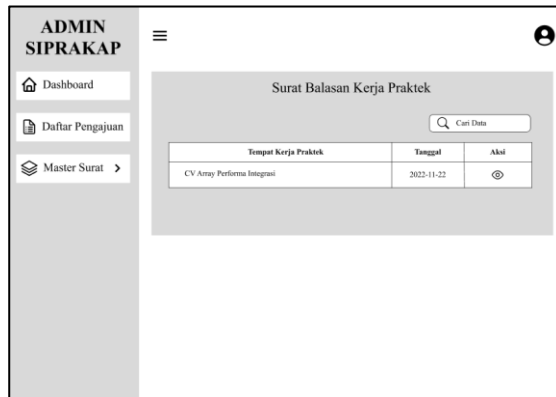 ADMIN
SIPRAKAP
Dashboard
Daftar Pengajuan
Master Surat
Surat Balasan Kerja Praktek
Cari Data
Tempat Kerja Praktek Tanggal Aksi
CV Array Performa Integrasi 2022-11-22